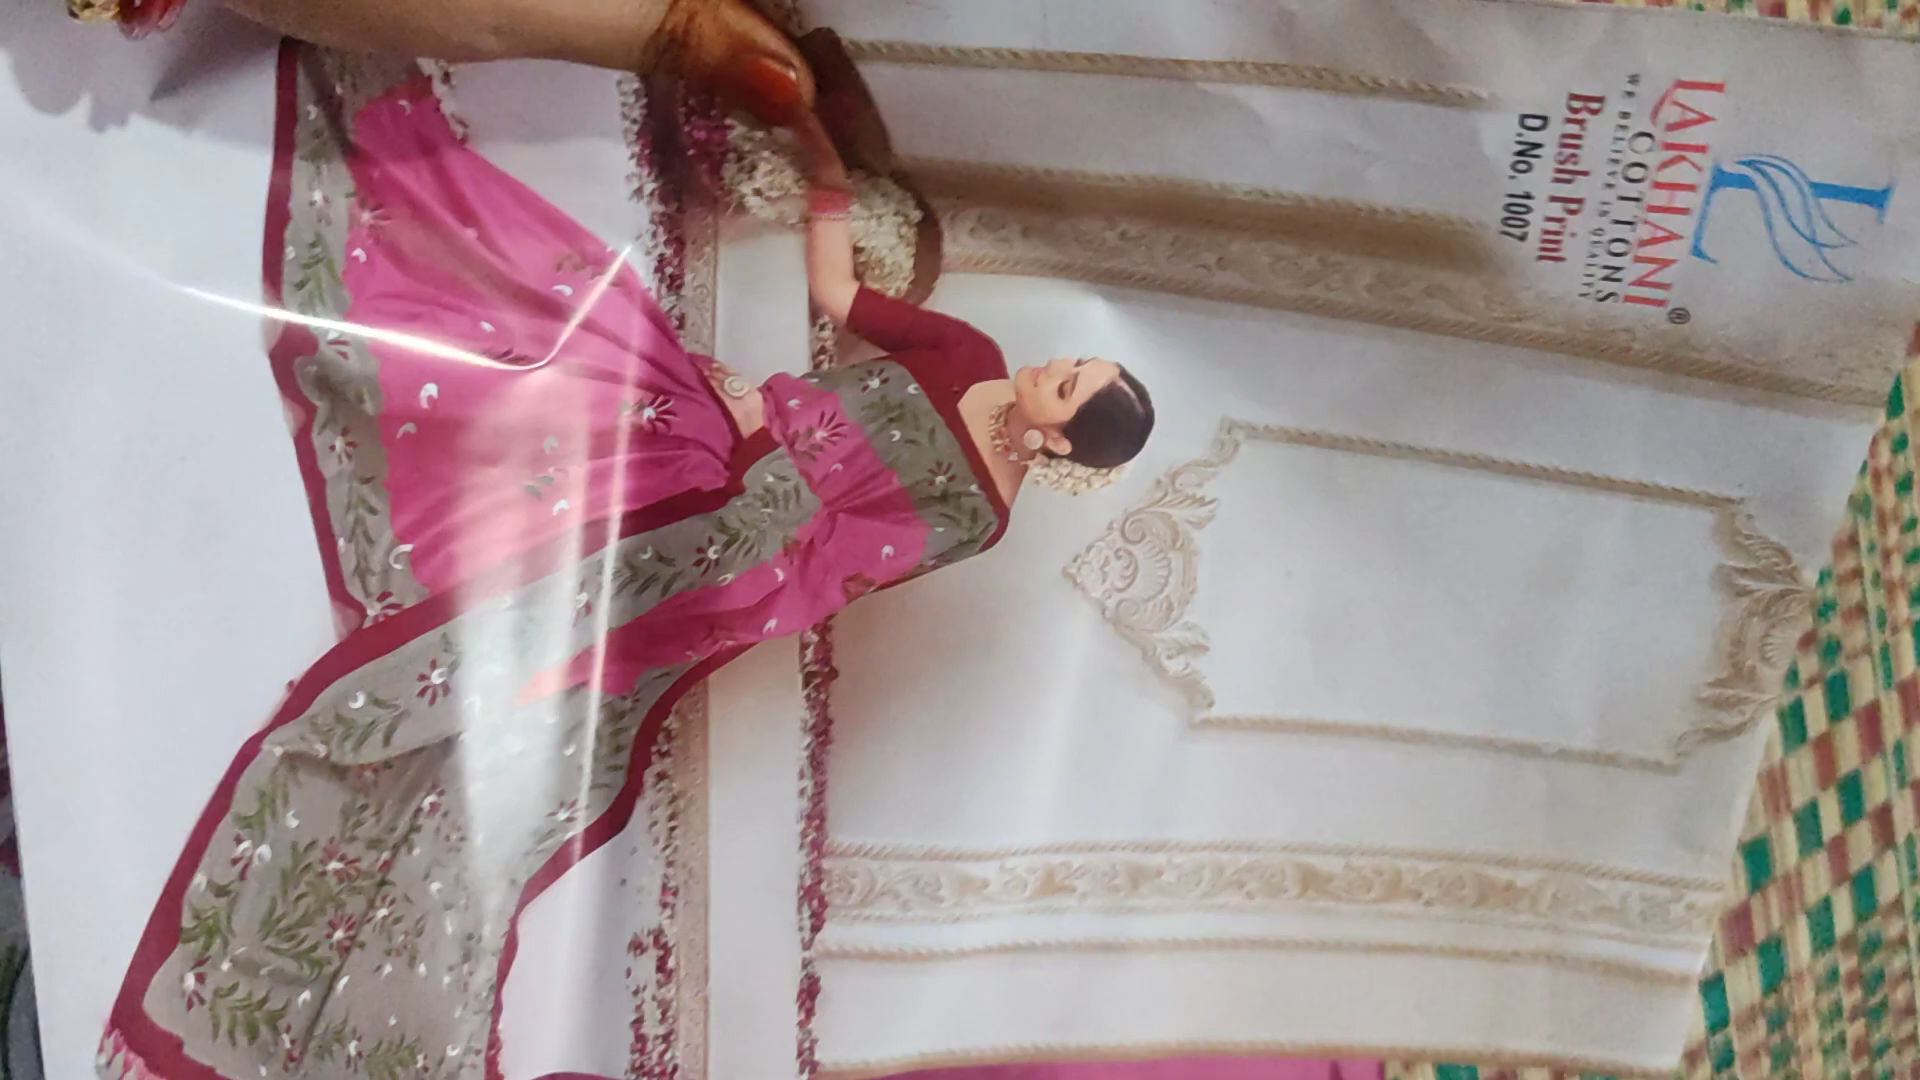 LAKHANI®
COTTONS
WE BELIEVE IN QUALITY
Brush Print
D.No. 1007